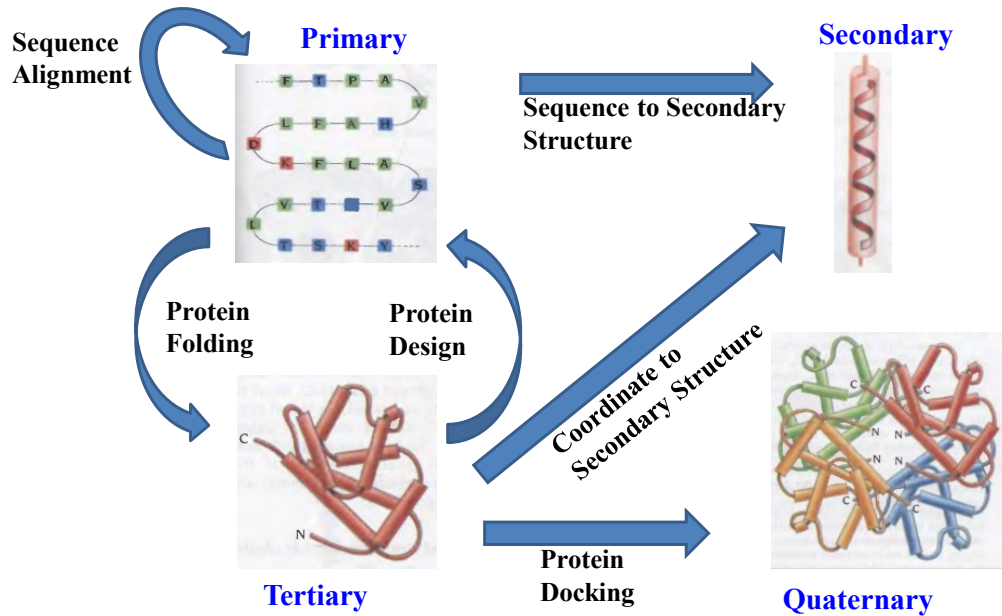 Sequence
Alignment
Primary
Secondary
F T P A
V
L F A H
D
K F L A
S
V T V
L
T S K Y
Sequence to Secondary
Structure
Protein
Folding
Protein
Design
Coordinate to
Secondary Structure
C
N
C
C
N N
N N
C
C
Protein
Docking
Tertiary
Quaternary